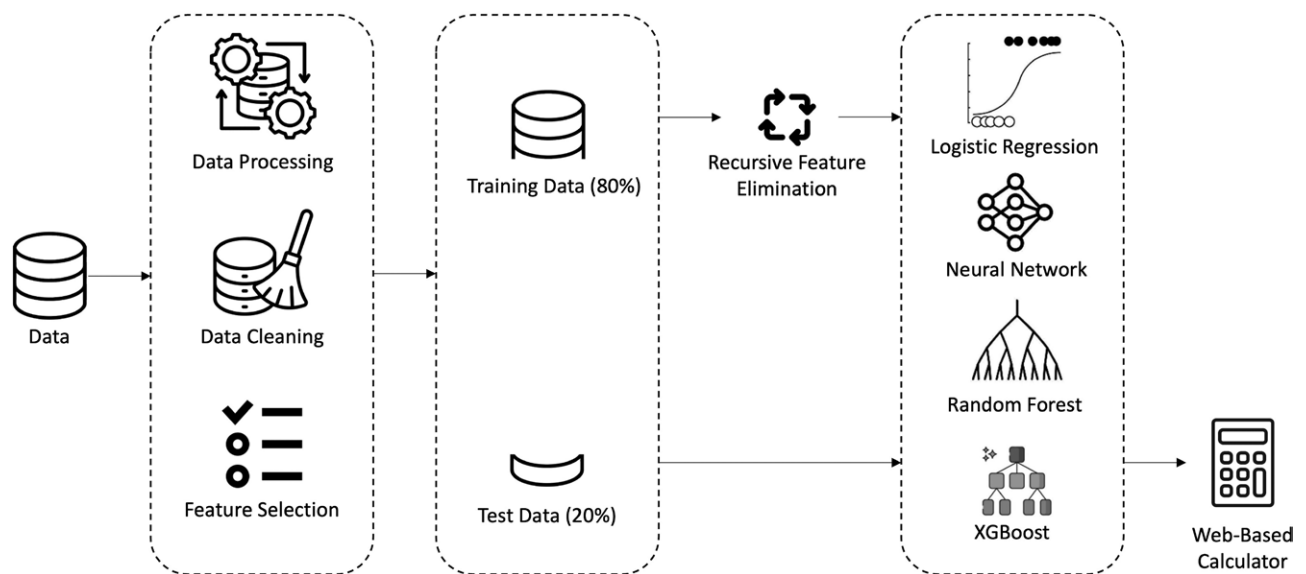 Data
Data Processing
Data Cleaning
Feature Selection
Training Data (80%)
Test Data (20%)
Recursive Feature
Elimination
Logistic Regression
Neural Network
Random Forest
XGBoost
Web-Based
Calculator